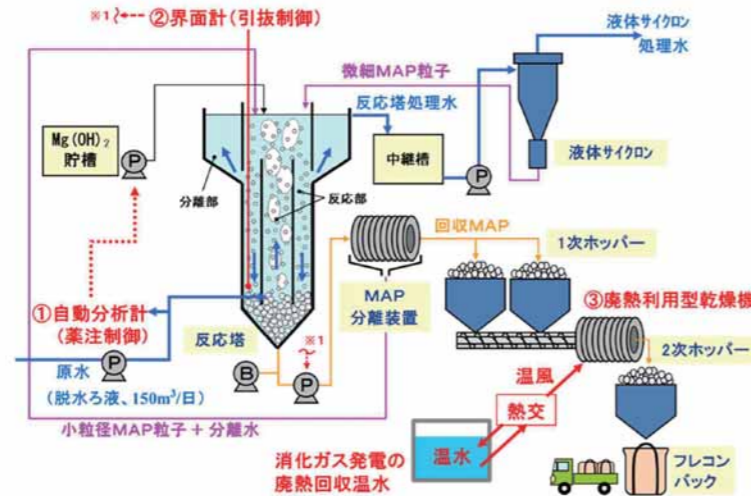 ※1
②界面計(引抜制御)
液体サイクロン
処理水
微細MAP粒子
反応塔処理水
Mg(OH)₂
貯槽
P
中継槽
P
液体サイクロン
分離部
反応部
回収MAP
1次ホッパー
①自動分析計
(薬注制御)
MAP
分離装置
③廃熱利用型乾燥機
反応塔
※1
原水
P
B
P
2次ホッパー
(脱水ろ液、150m³/日)
温風
小粒径MAP粒子+分離水
熱交
消化ガス発電の
廃熱回収温水
温水
フレコン
バック